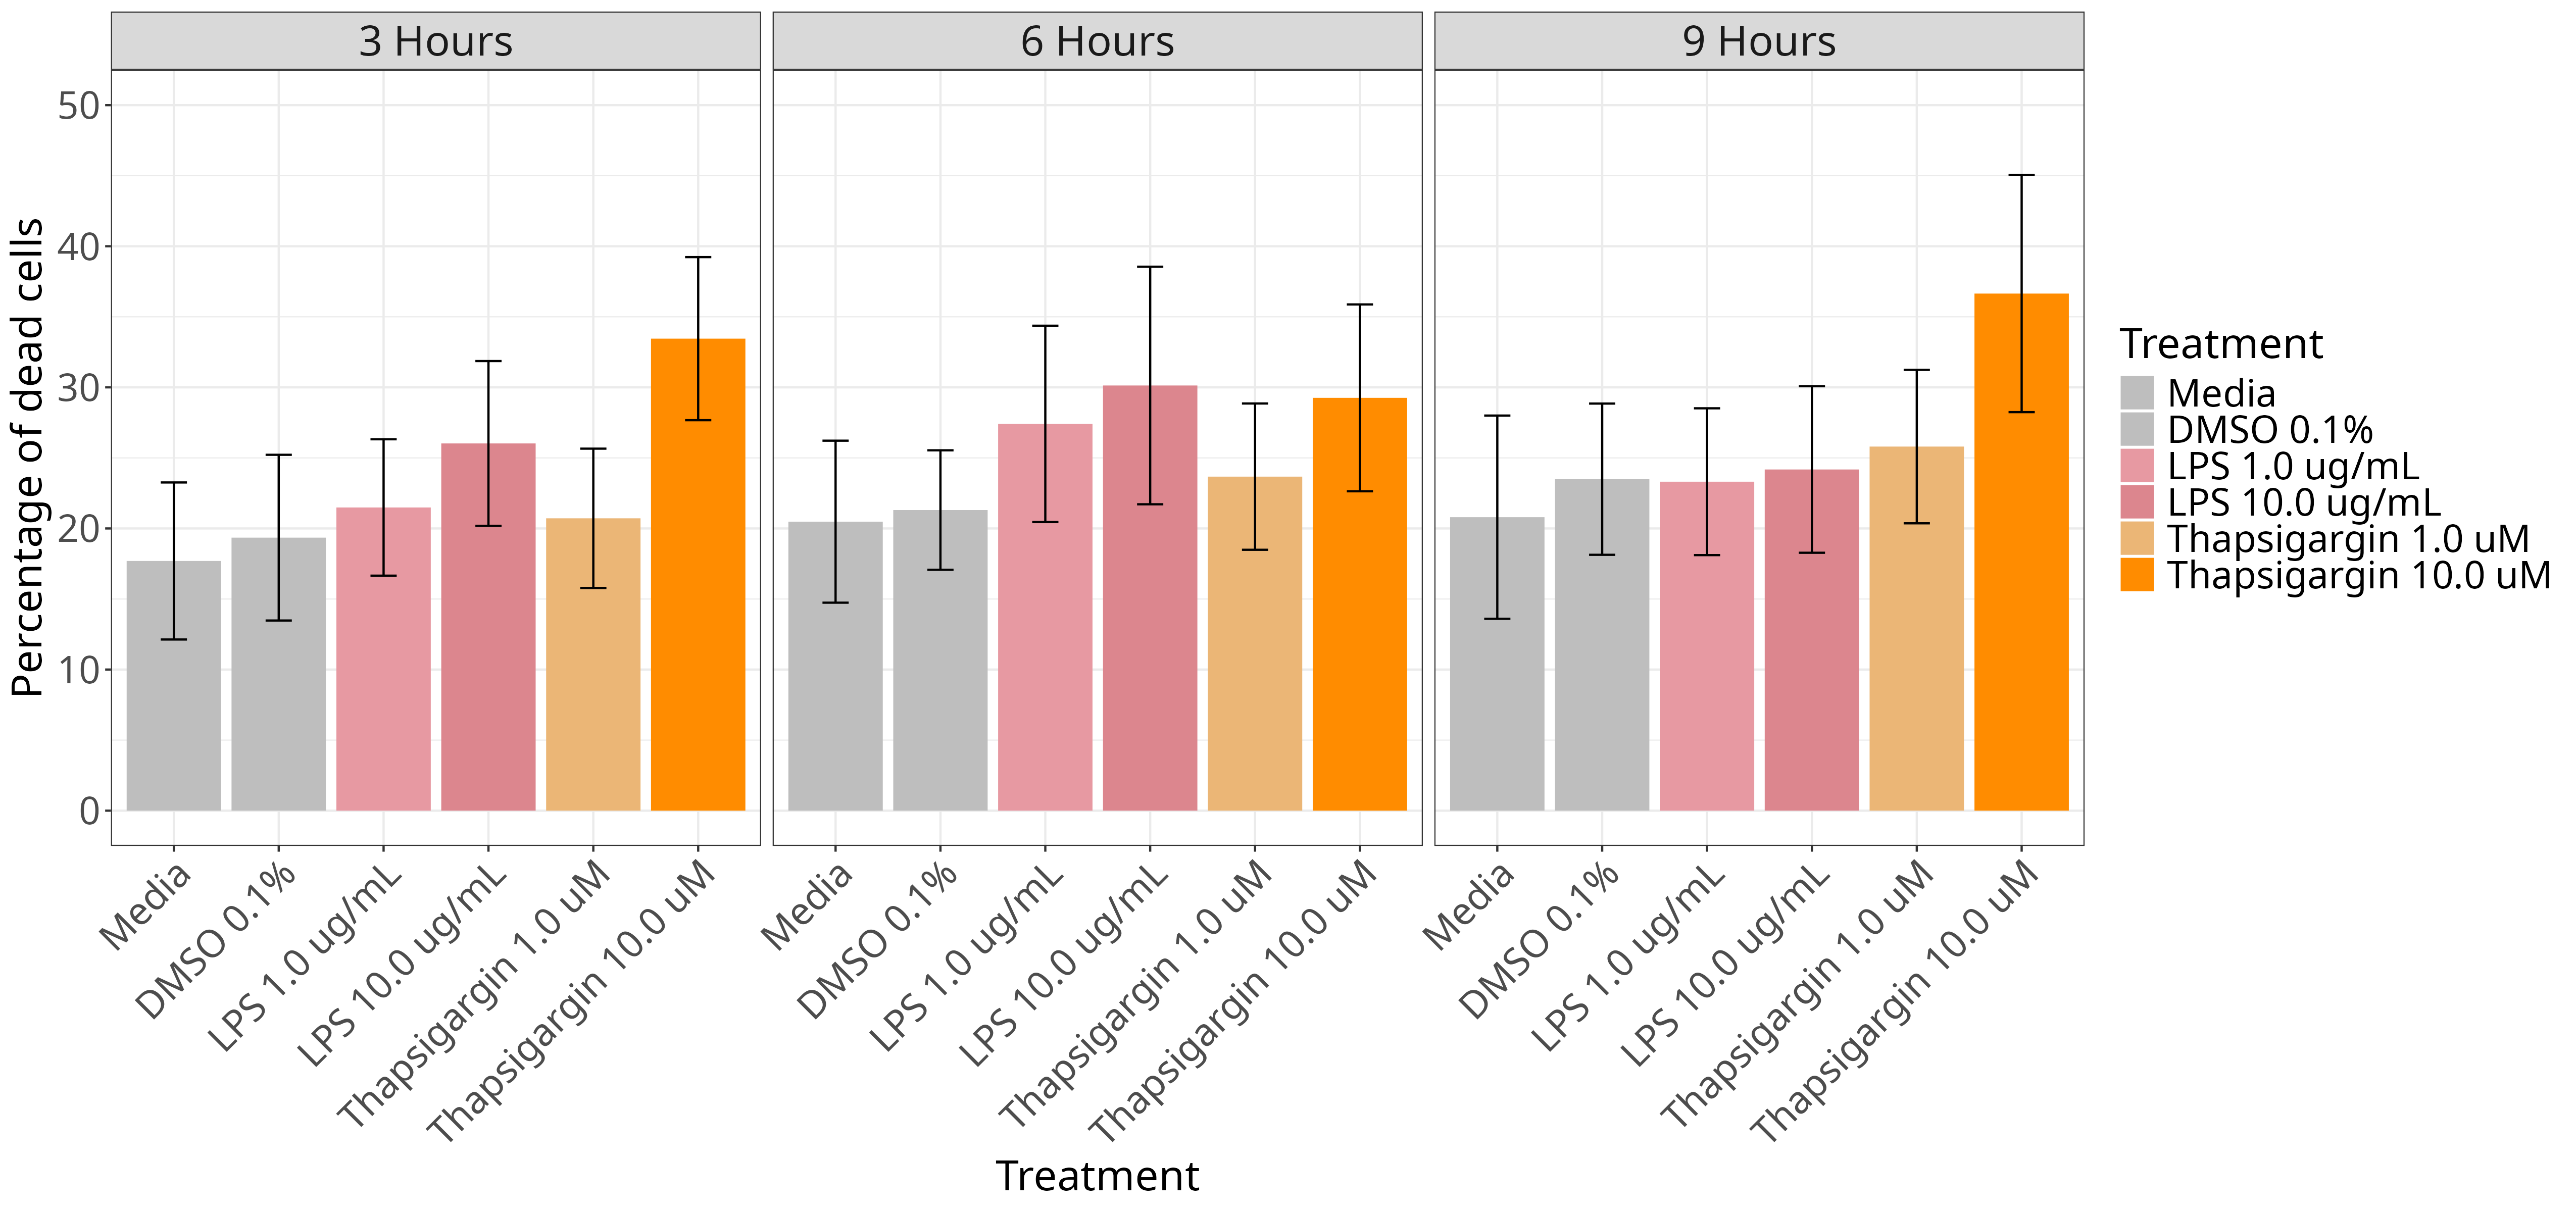 3 Hours
6 Hours
9 Hours
Percentage of dead cells
50
40
30
20
10
0
Media
DMSO 0.1%
LPS 1.0 ug/mL
LPS 10.0 ug/mL
Thapsigargin 1.0 uM
Thapsigargin 10.0 uM
Media
DMSO 0.1%
LPS 1.0 ug/mL
LPS 10.0 ug/mL
Thapsigargin 1.0 uM
Thapsigargin 10.0 uM
Media
DMSO 0.1%
LPS 1.0 ug/mL
LPS 10.0 ug/mL
Thapsigargin 1.0 uM
Thapsigargin 10.0 uM
Treatment
Treatment
Media
DMSO 0.1%
LPS 1.0 ug/mL
LPS 10.0 ug/mL
Thapsigargin 1.0 uM
Thapsigargin 10.0 uM